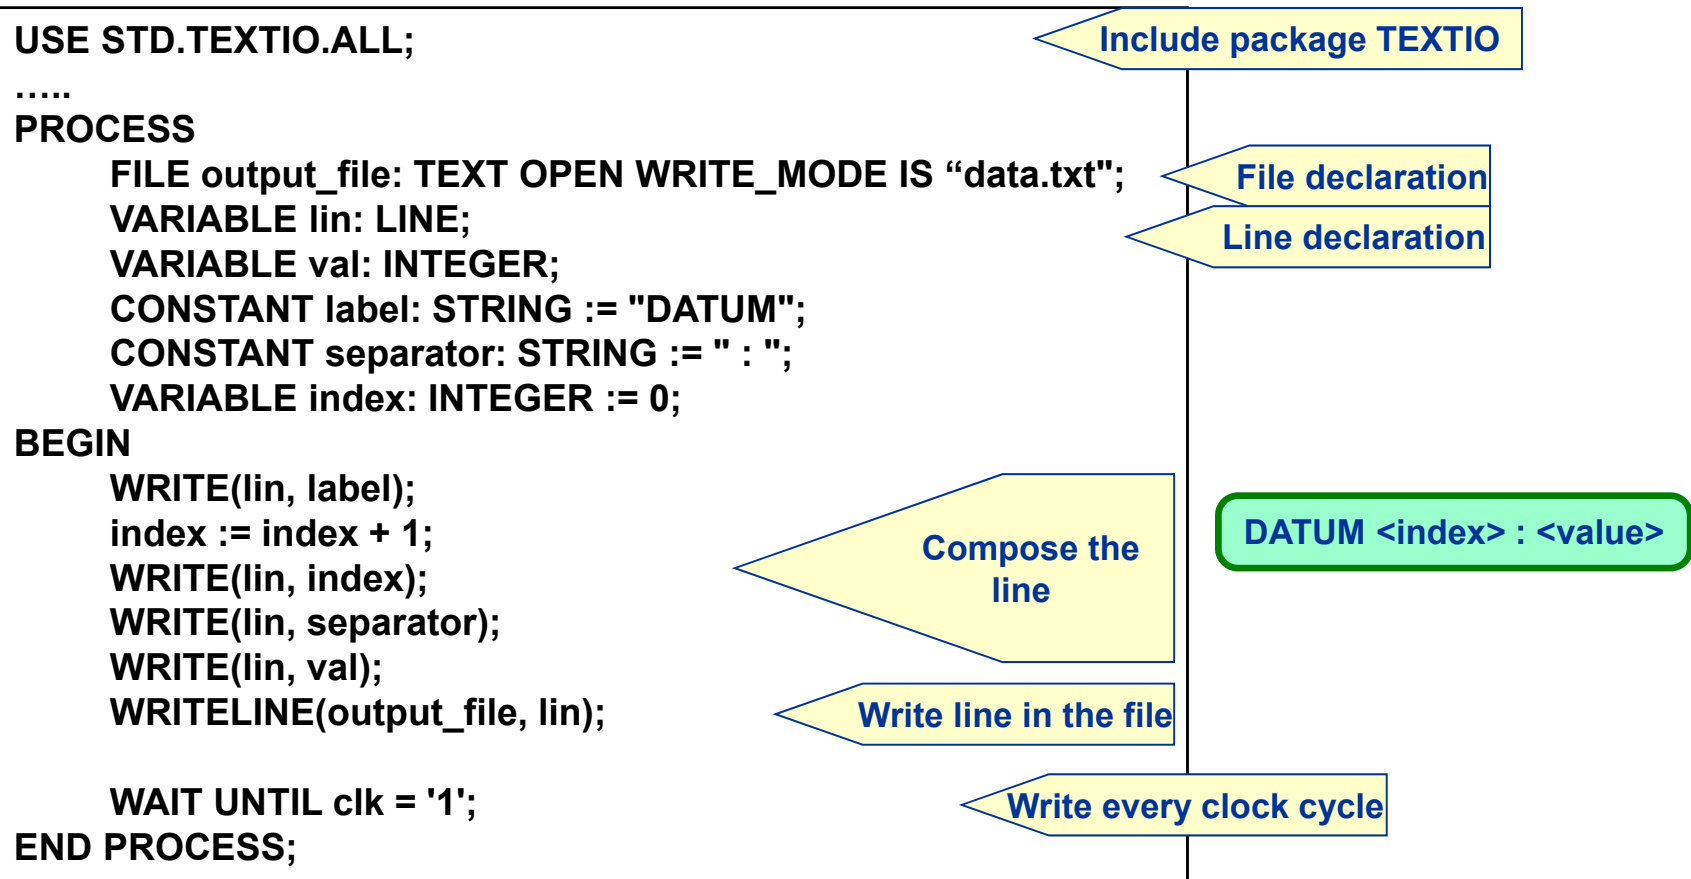 USE STD.TEXTIO.ALL;
Include package TEXTIO
…..
PROCESS
FILE output_file: TEXT OPEN WRITE_MODE IS “data.txt";
File declaration
VARIABLE lin: LINE;
Line declaration
VARIABLE val: INTEGER;
CONSTANT label: STRING := "DATUM";
CONSTANT separator: STRING := " : ";
VARIABLE index: INTEGER := 0;
BEGIN
WRITE(lin, label);
index := index + 1;
WRITE(lin, index);
WRITE(lin, separator);
WRITE(lin, val);
Compose the
line
DATUM <index> : <value>
WRITELINE(output_file, lin);
Write line in the file
WAIT UNTIL clk = '1';
Write every clock cycle
END PROCESS;